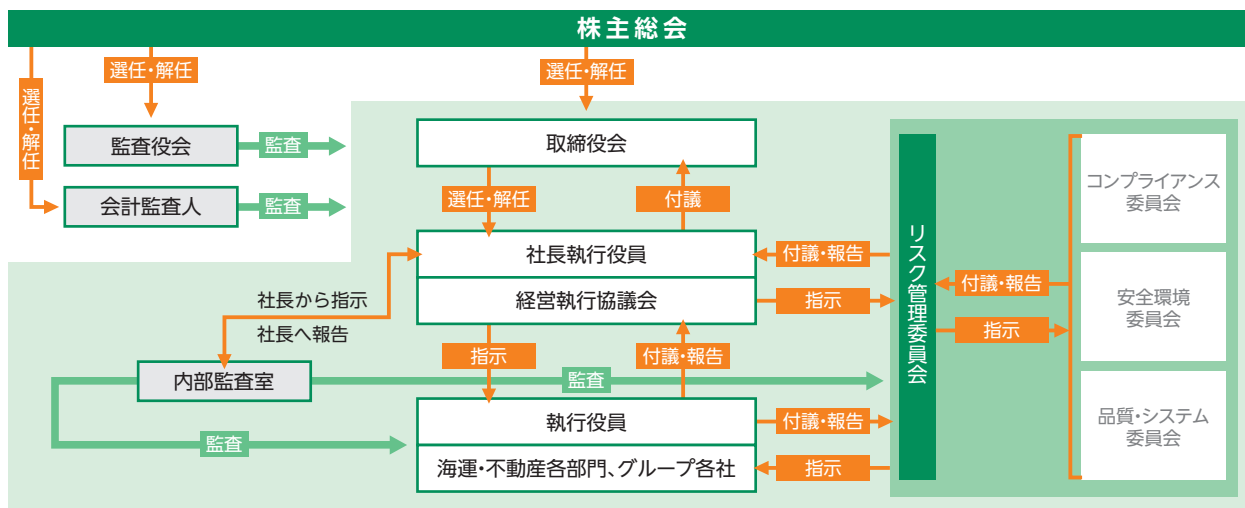 株主総会
選任・解任
選任・解任
選任・解任
監査役会
監査
会計監査人
監査
取締役会
選任・解任
付議
社長執行役員
経営執行協議会
付議・報告
指示
社長から指示
社長へ報告
内部監査室
監査
監査
指示
付議・報告
執行役員
海運・不動産各部門、グループ各社
付議・報告
指示
リスク管理委員会
付議・報告
指示
コンプライアンス
委員会
安全環境
委員会
品質・システム
委員会